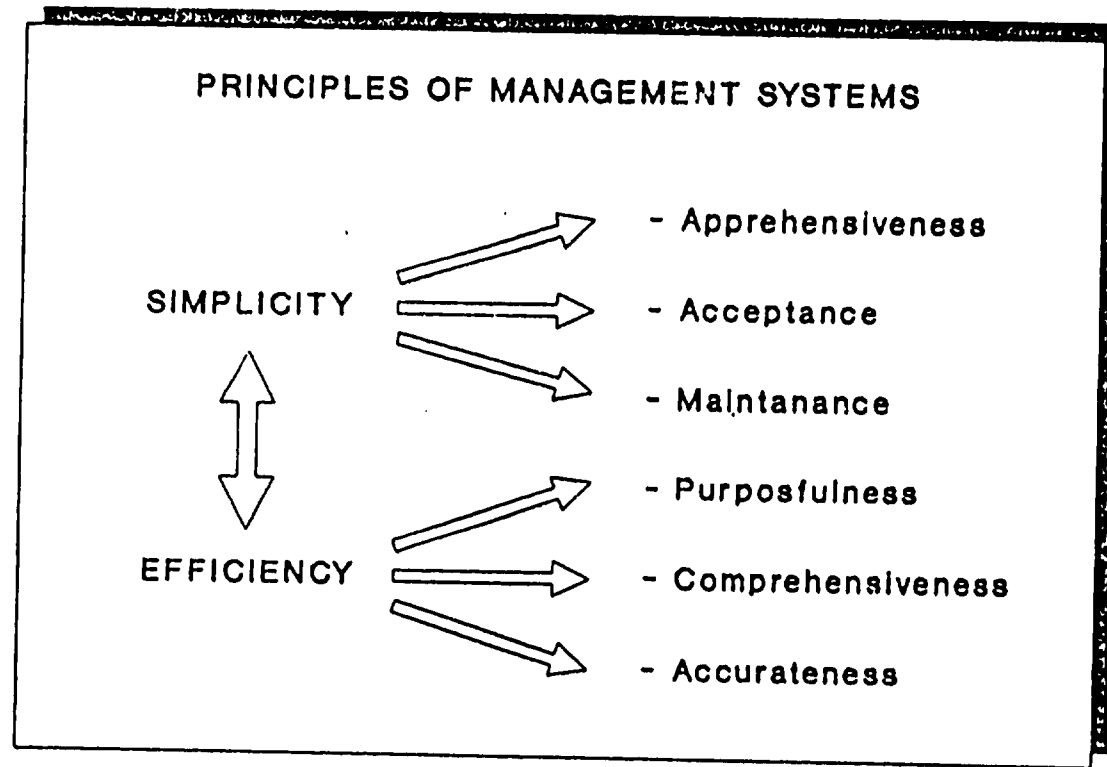 PRINCIPLES OF MANAGEMENT SYSTEMS
SIMPLICITY
- Apprehensiveness
- Acceptance
- Maintanance
EFFICIENCY
- Purposfulness
- Comprehensiveness
- Accurateness